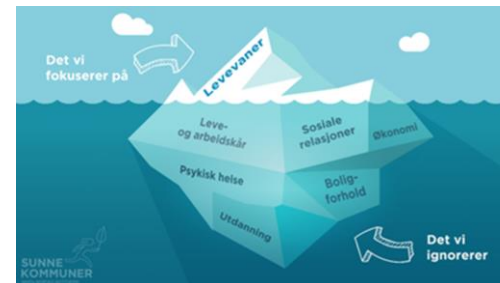 Det vi
fokuserer på
Levevaner
Leve-
og arbeidskår
Sosiale
relasjoner
Økonomi
Psykisk helse
Bolig-
forhold
Utdanning
Det vi
ignorerer
SUNNE
KOMMUNER